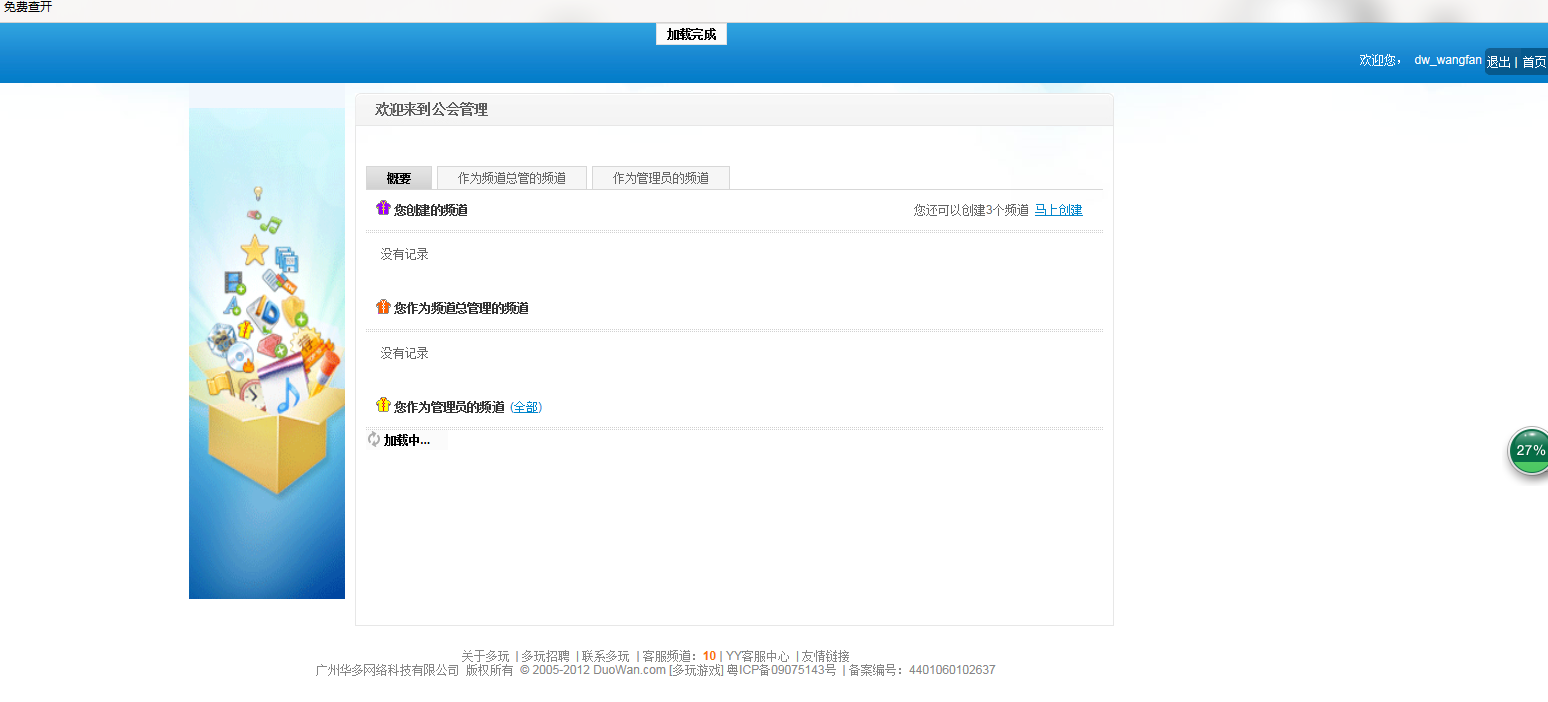 免费查开
加载完成
欢迎您， dw_wangfan 退出 | 首页
欢迎来到公会管理
概要 作为频道总管的频道 作为管理员的频道
您创建的频道 您还可以创建3个频道 马上创建
没有记录
您作为频道总管理的频道
没有记录
您作为管理员的频道 (全部)
加载中...
27%
关于多玩 | 多玩招聘 | 联系多玩 | 客服频道：10 | YY客服中心 | 友情链接
广州华多网络科技有限公司 版权所有 © 2005-2012 DuoWan.com [多玩游戏] 粤ICP备09075143号 | 备案编号：4401060102637